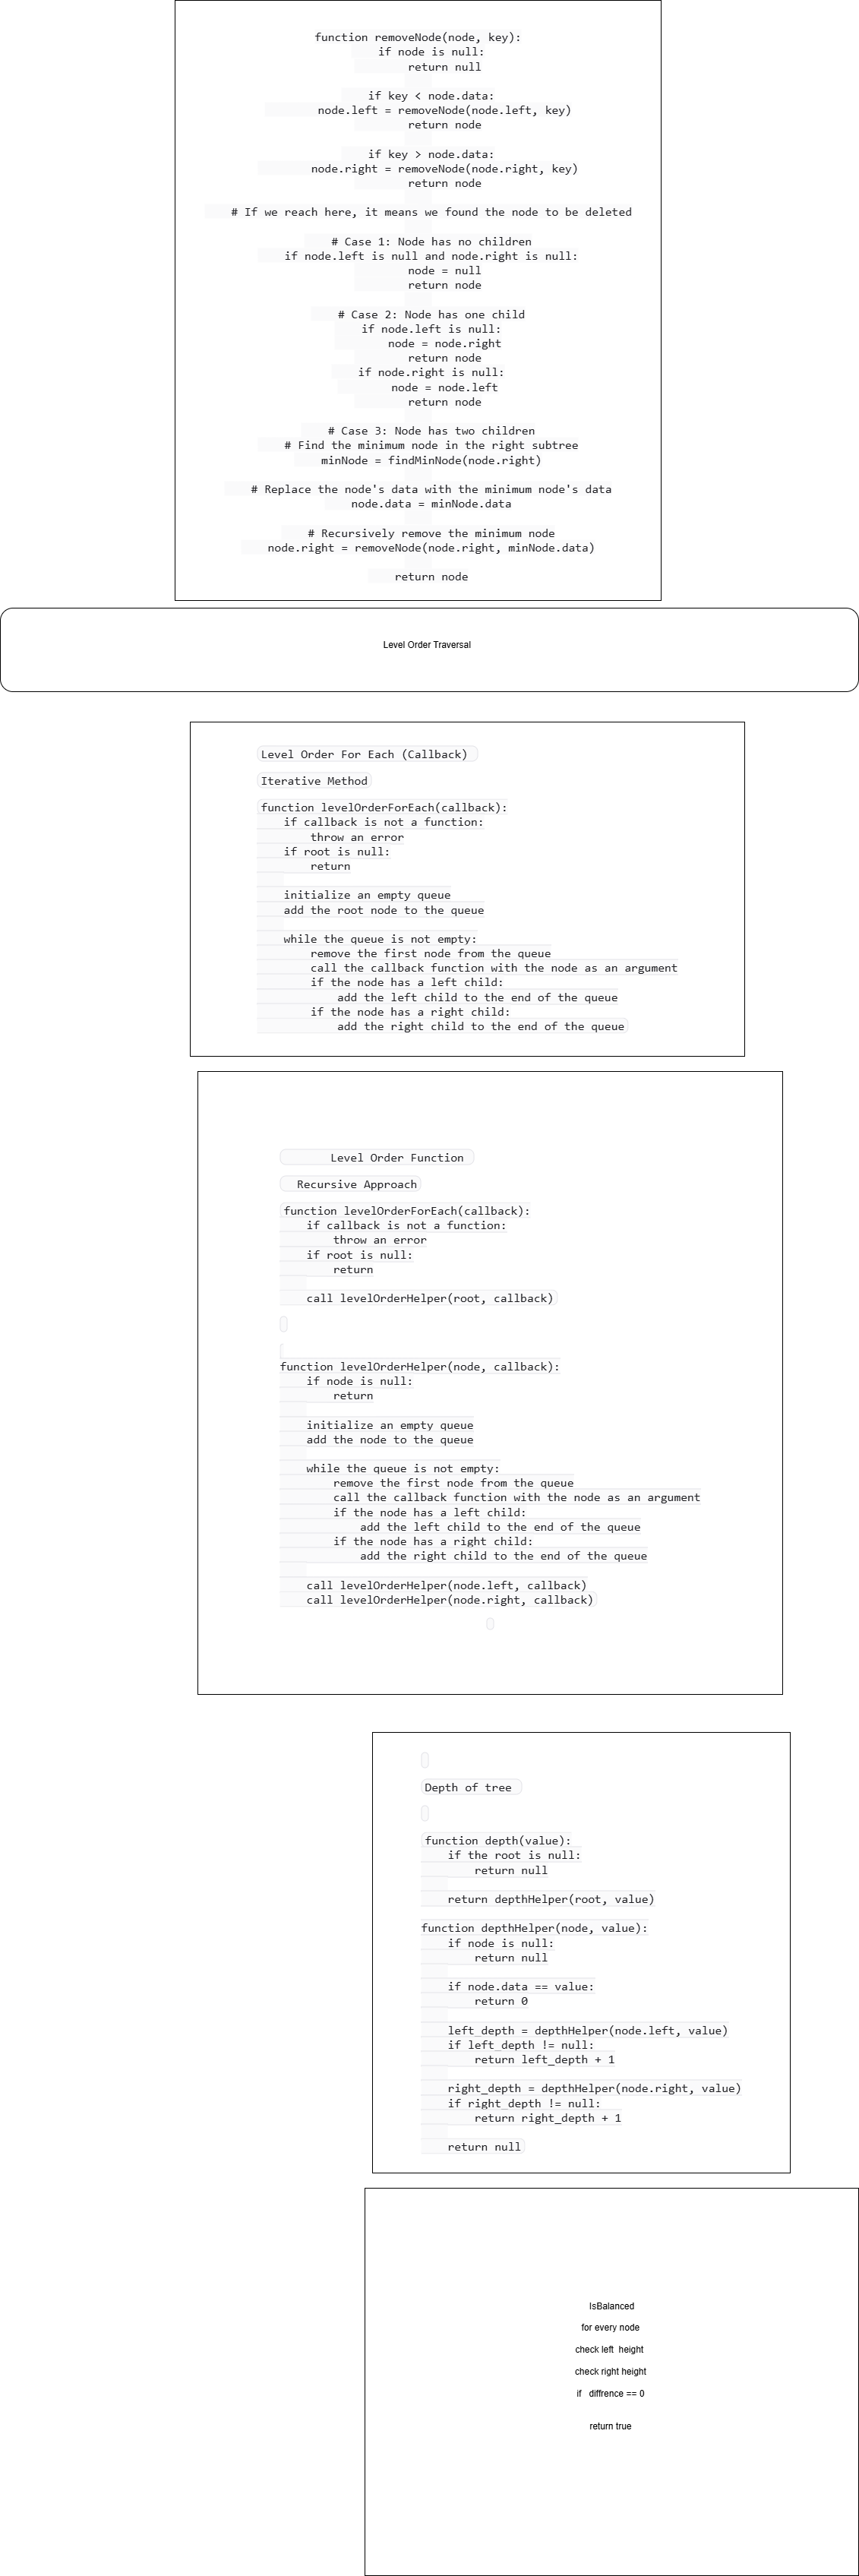 function removeNode(node, key):
if node is null:
return null
if key < node.data:
node.left = removeNode(node.left, key)
return node
if key > node.data:
node.right = removeNode(node.right, key)
return node
# If we reach here, it means we found the node to be deleted
# Case 1: Node has no children
if node.left is null and node.right is null:
node = null
return node
# Case 2: Node has one child
if node.left is null:
node = node.right
return node
if node.right is null:
node = node.left
return node
# Case 3: Node has two children
# Find the minimum node in the right subtree
minNode = findMinNode(node.right)
# Replace the node's data with the minimum node's data
node.data = minNode.data
# Recursively remove the minimum node
node.right = removeNode(node.right, minNode.data)
return node
Level Order Traversal
Level Order For Each (Callback)
Iterative Method
function levelOrderForEach(callback):
if callback is not a function:
throw an error
if root is null:
return
initialize an empty queue
add the root node to the queue
while the queue is not empty:
remove the first node from the queue
call the callback function with the node as an argument
if the node has a left child:
add the left child to the end of the queue
if the node has a right child:
add the right child to the end of the queue
Level Order Function
Recursive Approach
function levelOrderForEach(callback):
if callback is not a function:
throw an error
if root is null:
return
call levelOrderHelper(root, callback)
function levelOrderHelper(node, callback):
if node is null:
return
initialize an empty queue
add the node to the queue
while the queue is not empty:
remove the first node from the queue
call the callback function with the node as an argument
if the node has a left child:
add the left child to the end of the queue
if the node has a right child:
add the right child to the end of the queue
call levelOrderHelper(node.left, callback)
call levelOrderHelper(node.right, callback)
Depth of tree
function depth(value):
if the root is null:
return null
return depthHelper(root, value)
function depthHelper(node, value):
if node is null:
return null
if node.data == value:
return 0
left_depth = depthHelper(node.left, value)
if left_depth != null:
return left_depth + 1
right_depth = depthHelper(node.right, value)
if right_depth != null:
return right_depth + 1
return null
IsBalanced
for every node
check left height
check right height
if diffrence == 0
return true